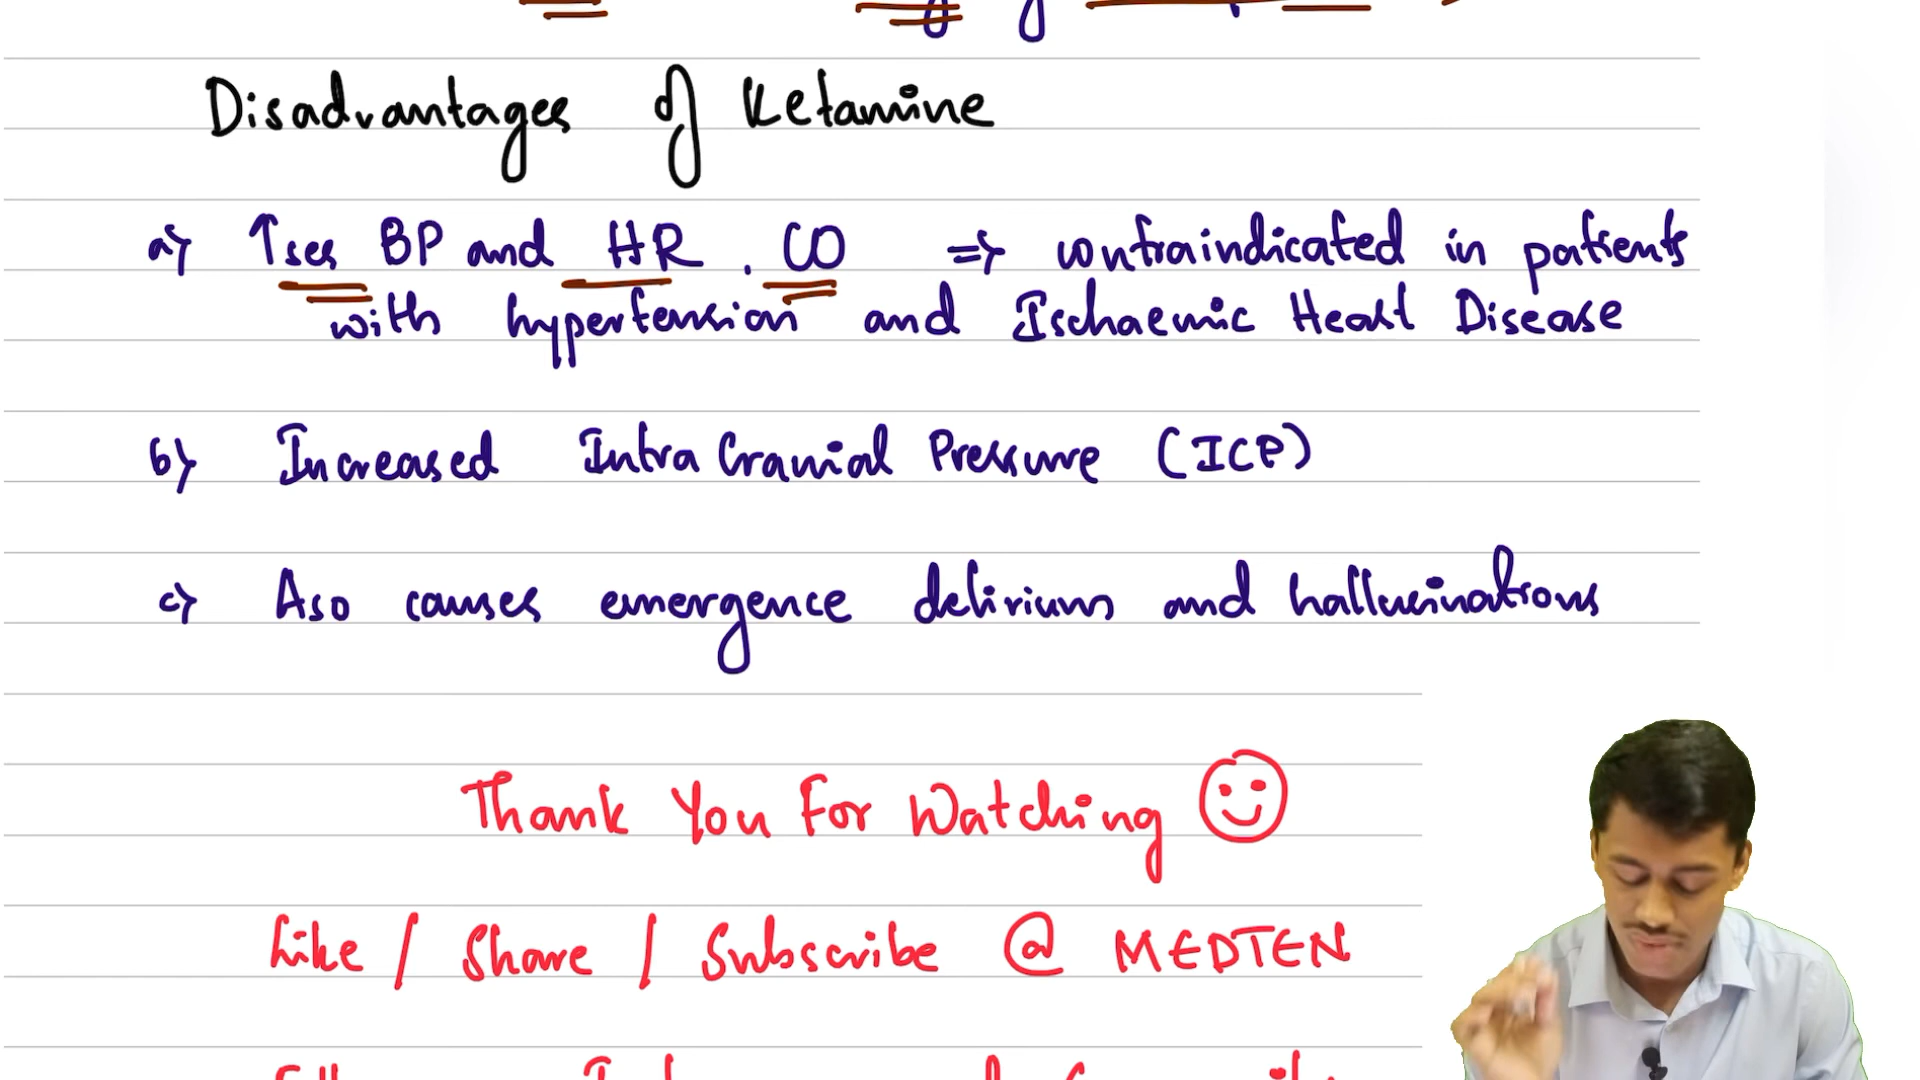 Disadvantages of Ketamine
a) ↑ses BP and HR . CO => contraindicated in patients
with hypertension and Ischaemic Heart Disease
b) Increased Intra Cranial Pressure (ICP)
c) Aso causes emergence delirium and hallucinations
Thank You For Watching ☺
Like / Share / Subscribe @ MEDTEN